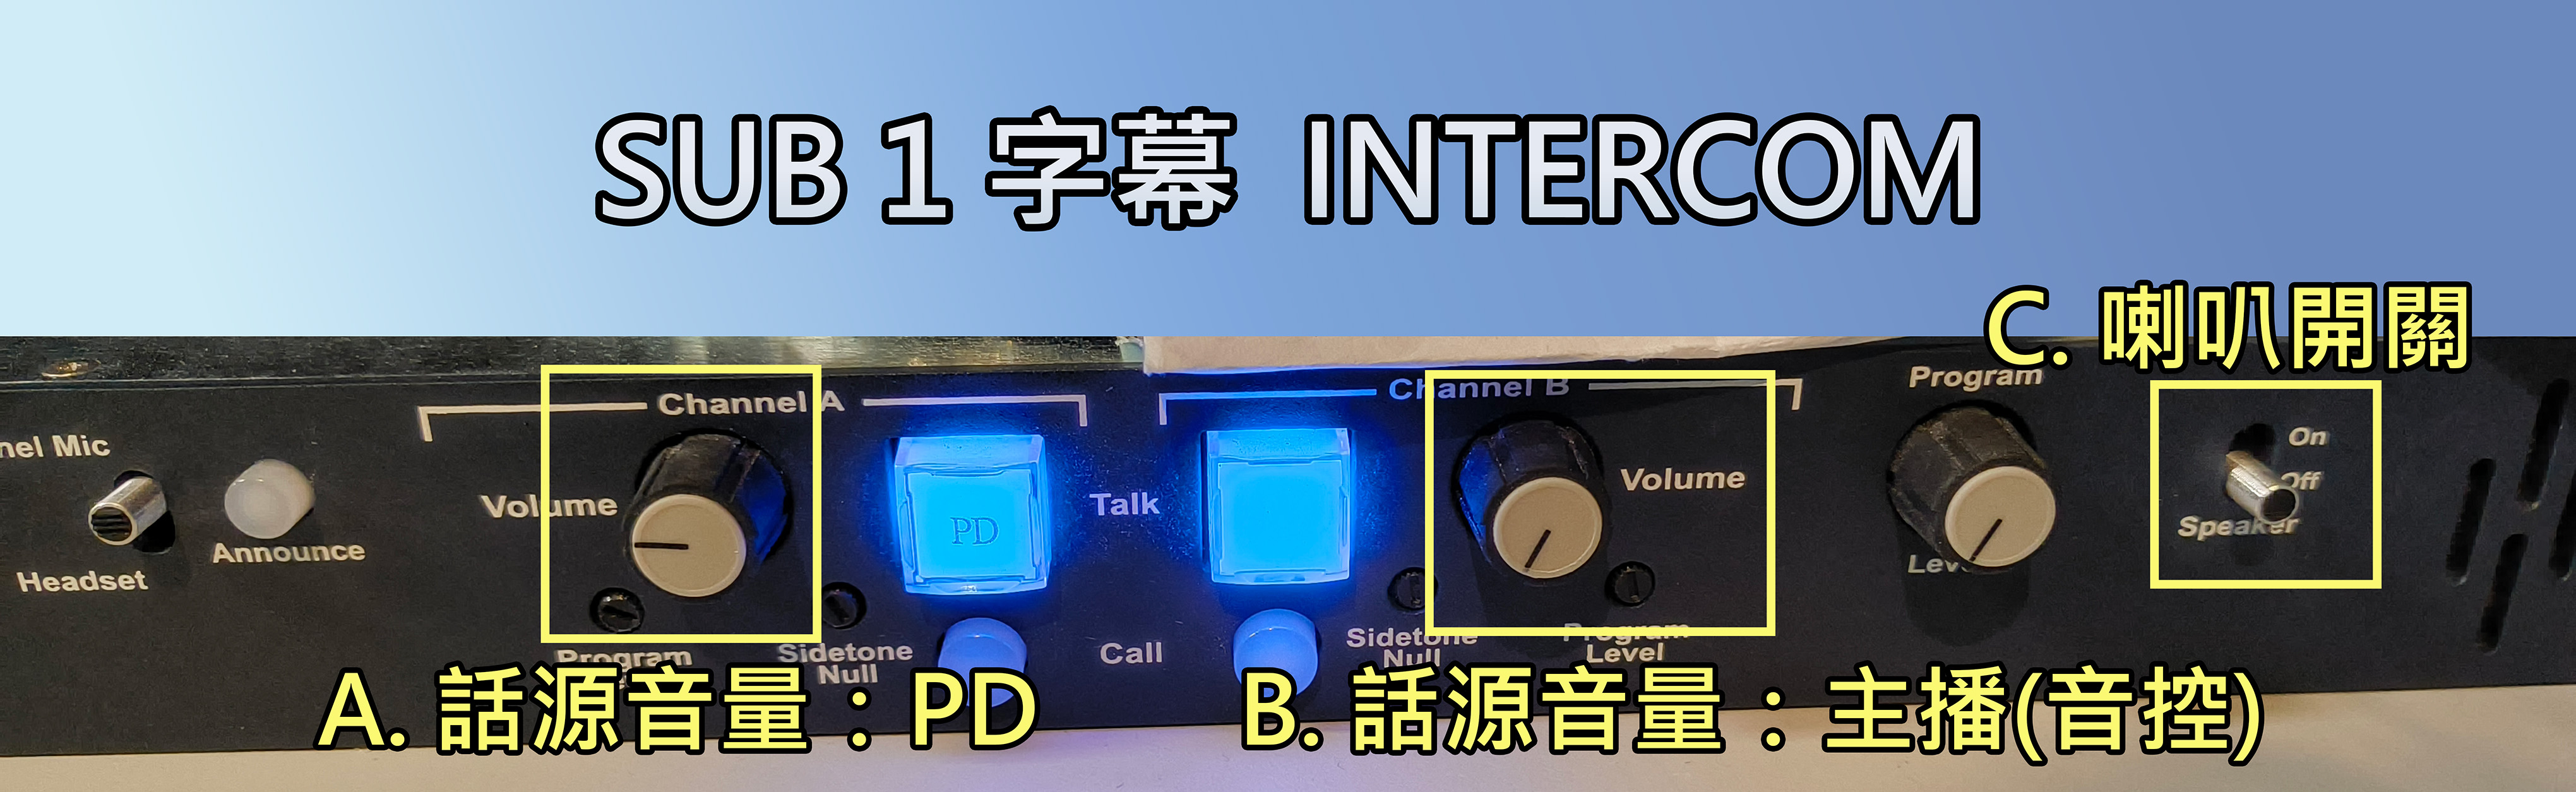 SUB 1 字幕 INTERCOM
C. 喇叭開關
Channel A
Channel B
Program
nel Mic
On
Volume
PD
Talk
Volume
Off
Announce
Speaker
Headset
Program
Sidetone
Null
Call
Sidetone
Null
Program
Level
A. 話源音量：PD
B. 話源音量：主播(音控)